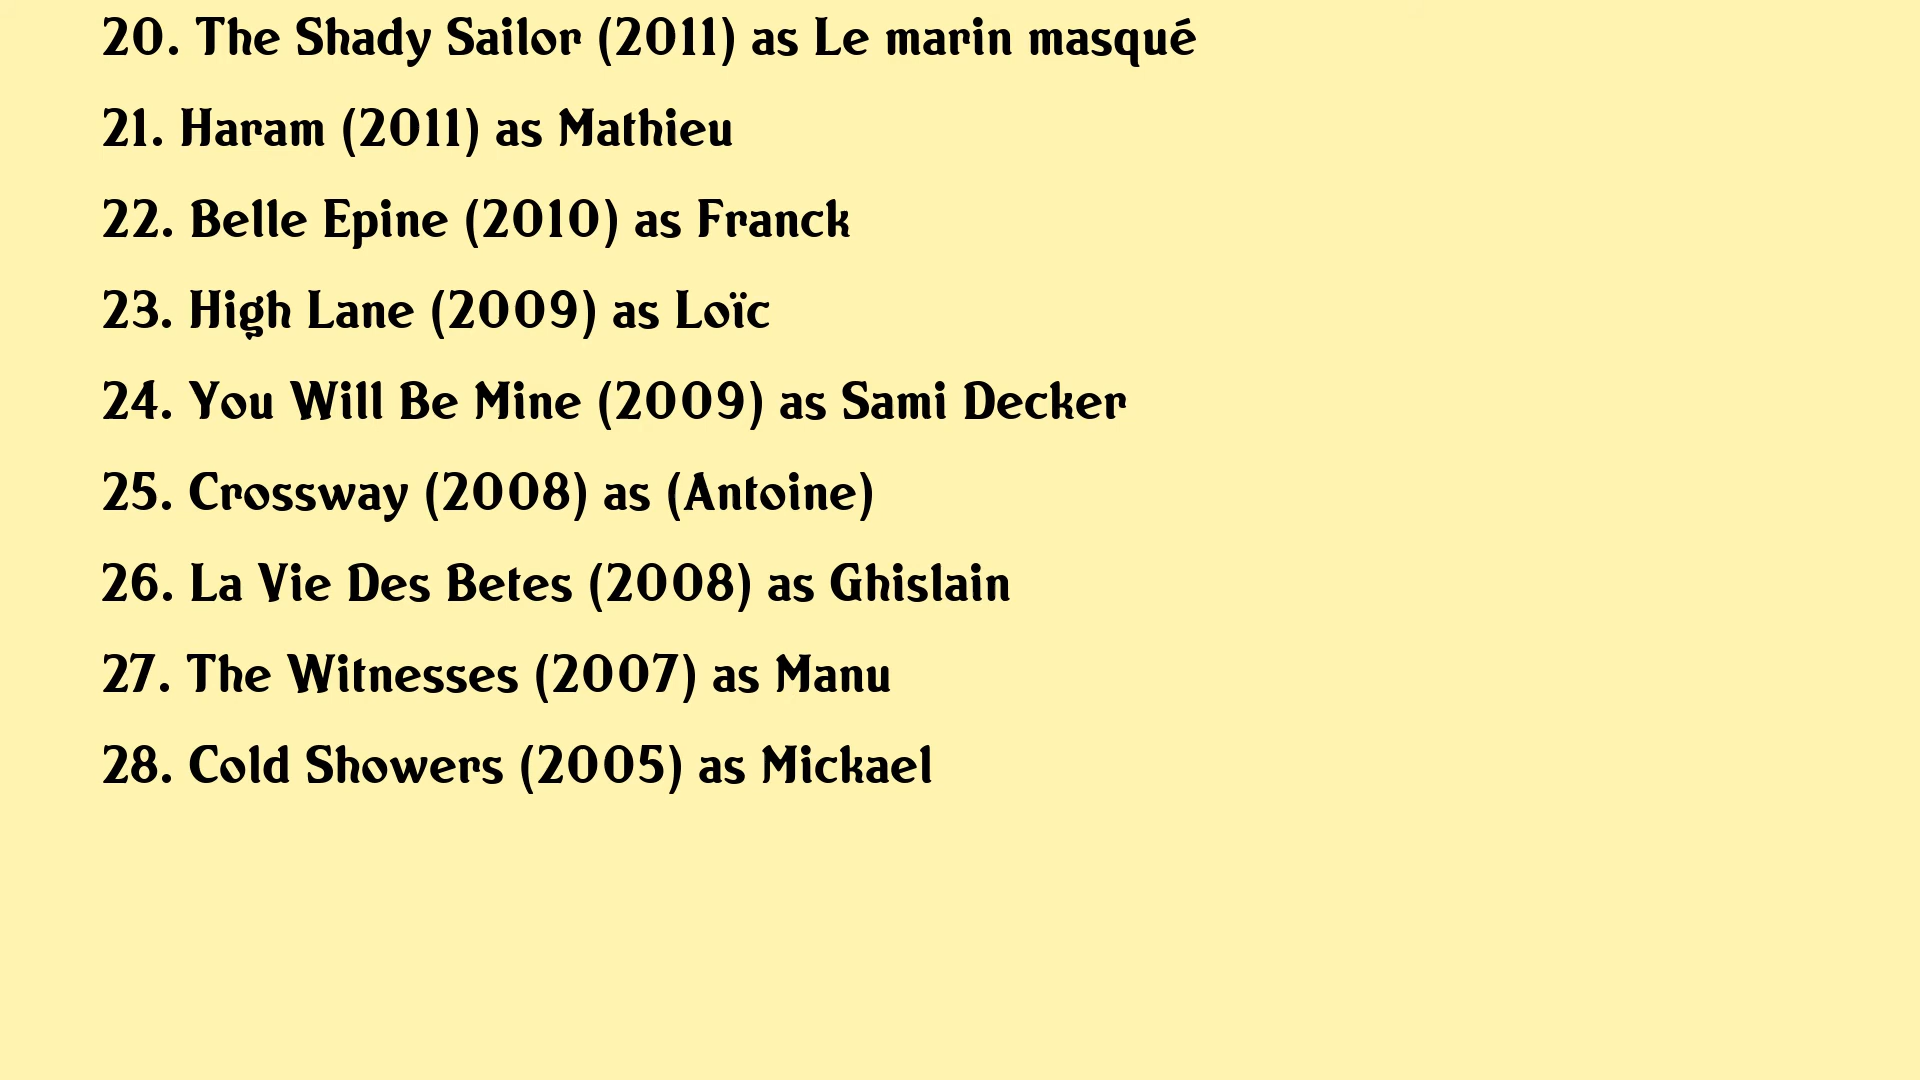 20. The Shady Sailor (2011) as Le marin masqué
21. Haram (2011) as Mathieu
22. Belle Epine (2010) as Franck
23. High Lane (2009) as Loïc
24. You Will Be Mine (2009) as Sami Decker
25. Crossway (2008) as (Antoine)
26. La Vie Des Betes (2008) as Ghislain
27. The Witnesses (2007) as Manu
28. Cold Showers (2005) as Mickael